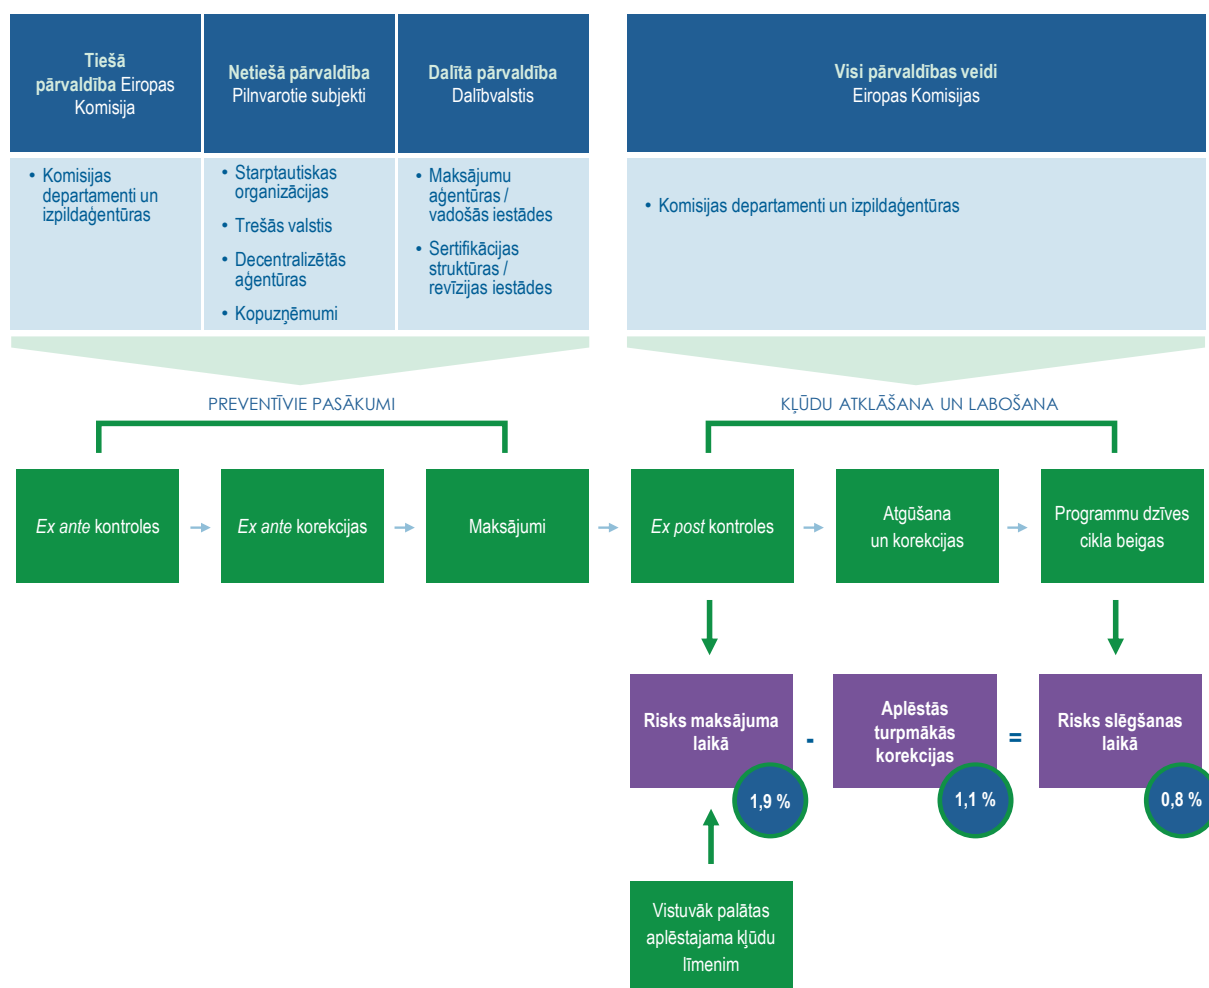 Tiešā
pārvaldība Eiropas
Komisija
Netiešā pārvaldība
Pilnvarotie subjekti
Dalītā pārvaldība
Dalībvalstis
Visi pārvaldības veidi
Eiropas Komisijas
• Komisijas
departamenti un
izpildaģentūras
• Starptautiskas
organizācijas
• Trešās valstis
• Decentralizētās
aģentūras
• Kopuzņēmumi
• Maksājumu
aģentūras /
vadošās iestādes
• Sertifikācijas
struktūras /
revīzijas iestādes
• Komisijas departamenti un izpildaģentūras
PREVENTĪVIE PASĀKUMI
KĻŪDU ATKLĀŠANA UN LABOŠANA
Ex ante kontroles
Ex ante korekcijas
Maksājumi
Ex post kontroles
Atgūšana
un korekcijas
Programmu dzīves
cikla beigas
Risks maksājuma
laikā
1,9 %
-
Aplēstās
turpmākās
korekcijas
1,1 %
=
Risks slēgšanas
laikā
0,8 %
Vistuvāk palātas
aplēstajama kļūdu
līmenim